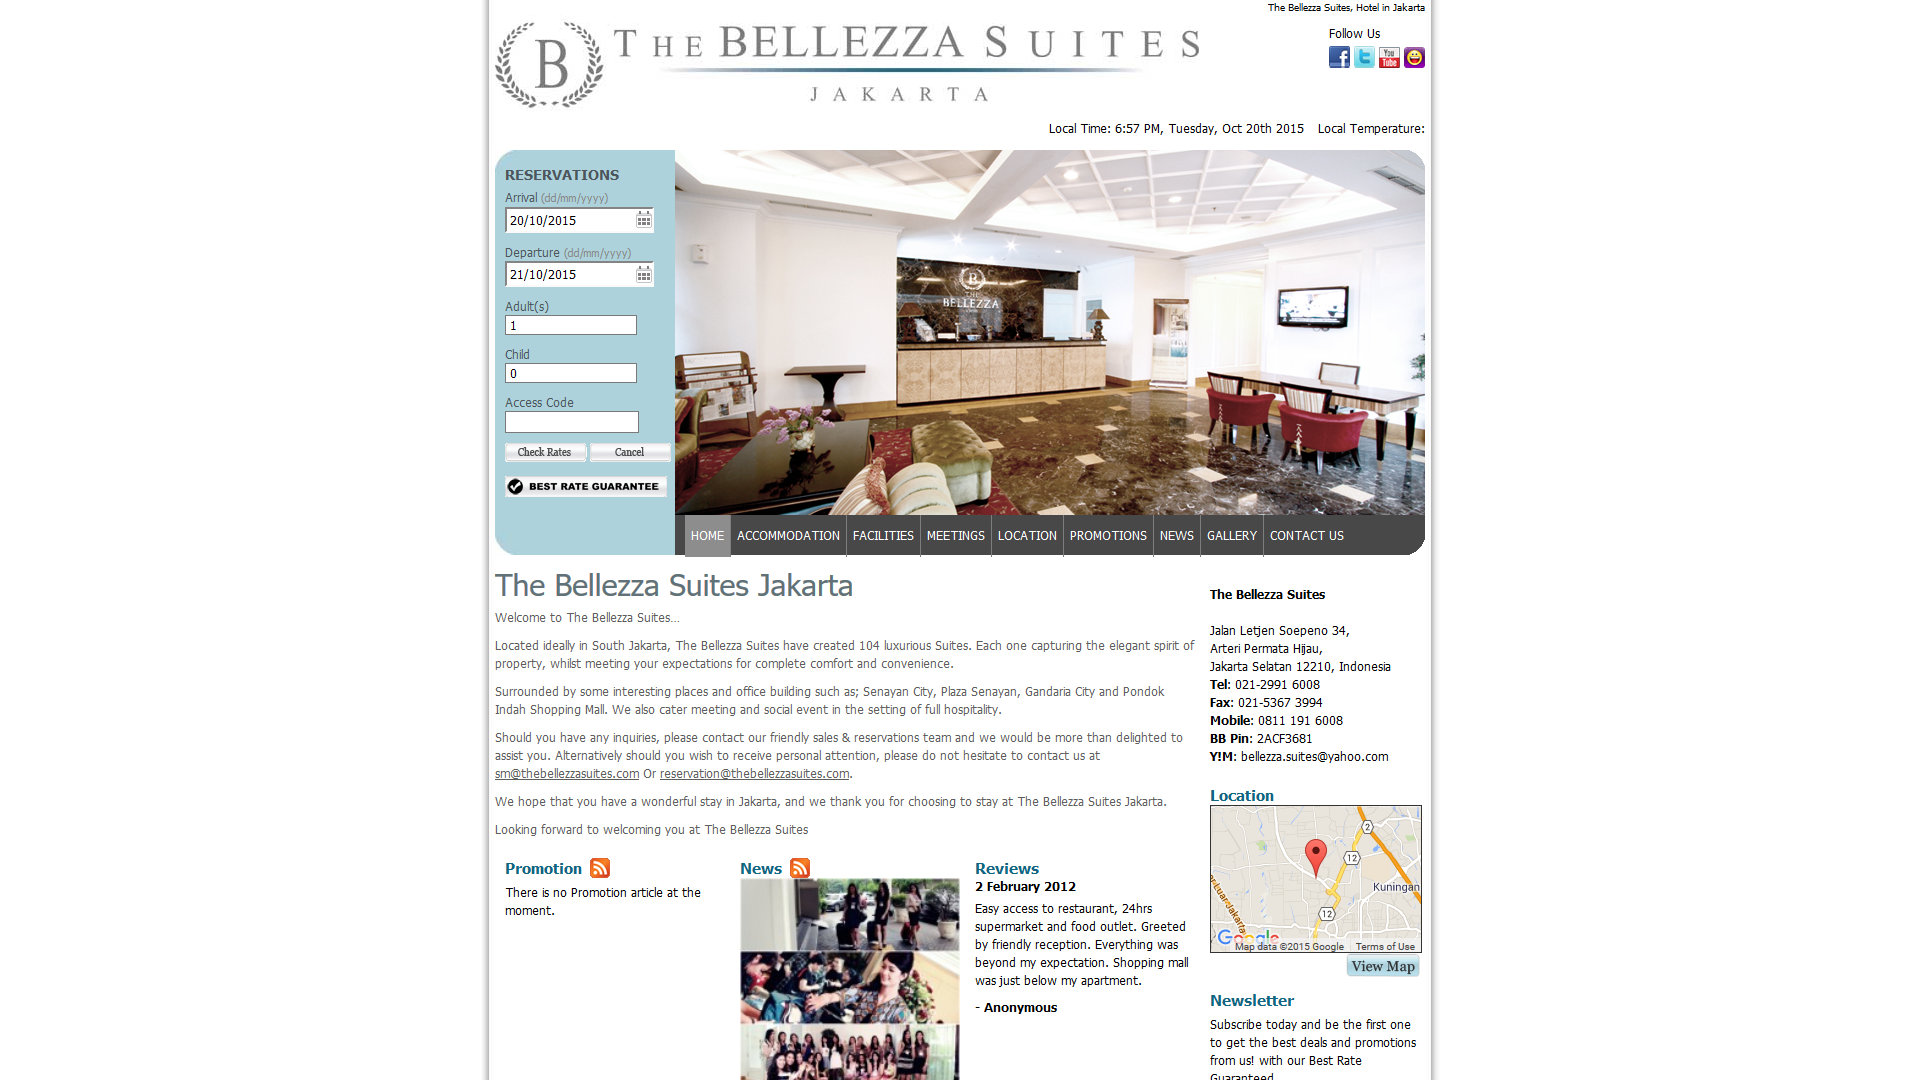 The Bellezza Suites, Hotel in Jakarta
B
THE BELLEZZA SUITES
JAKARTA
Follow Us
You Tube
Local Time: 6:57 PM, Tuesday, Oct 20th 2015 Local Temperature:
RESERVATIONS
Arrival (dd/mm/yyyy)
20/10/2015
Departure (dd/mm/yyyy)
21/10/2015
Adult(s)
1
Child
0
Access Code
Check Rates Cancel
BEST RATE GUARANTEE
B
THE
BELLEZZA
HOME ACCOMMODATION FACILITIES MEETINGS LOCATION PROMOTIONS NEWS GALLERY CONTACT US
The Bellezza Suites Jakarta
Welcome to The Bellezza Suites...
Located ideally in South Jakarta, The Bellezza Suites have created 104 luxurious Suites. Each one capturing the elegant spirit of
property, whilst meeting your expectations for complete comfort and convenience.
Surrounded by some interesting places and office building such as; Senayan City, Plaza Senayan, Gandaria City and Pondok
Indah Shopping Mall. We also cater meeting and social event in the setting of full hospitality.
Should you have any inquiries, please contact our friendly sales & reservations team and we would be more than delighted to
assist you. Alternatively should you wish to receive personal attention, please do not hesitate to contact us at
sm@thebellezzasuites.com Or reservation@thebellezzasuites.com.
We hope that you have a wonderful stay in Jakarta, and we thank you for choosing to stay at The Bellezza Suites Jakarta.
Looking forward to welcoming you at The Bellezza Suites
Promotion
There is no Promotion article at the
moment.
News
Reviews
2 February 2012
Easy access to restaurant, 24hrs
supermarket and food outlet. Greeted
by friendly reception. Everything was
beyond my expectation. Shopping mall
was just below my apartment.
- Anonymous
The Bellezza Suites
Jalan Letjen Soepeno 34,
Arteri Permata Hijau,
Jakarta Selatan 12210, Indonesia
Tel: 021-2991 6008
Fax: 021-5367 3994
Mobile: 0811 191 6008
BB Pin: 2ACF3681
Y!M: bellezza.suites@yahoo.com
Location
2
12
Kuningan
12
er-Luar-Jakarta
Google
Map data ©2015 Google Terms of Use
View Map
Newsletter
Subscribe today and be the first one
to get the best deals and promotions
from us! with our Best Rate
Guaranteed